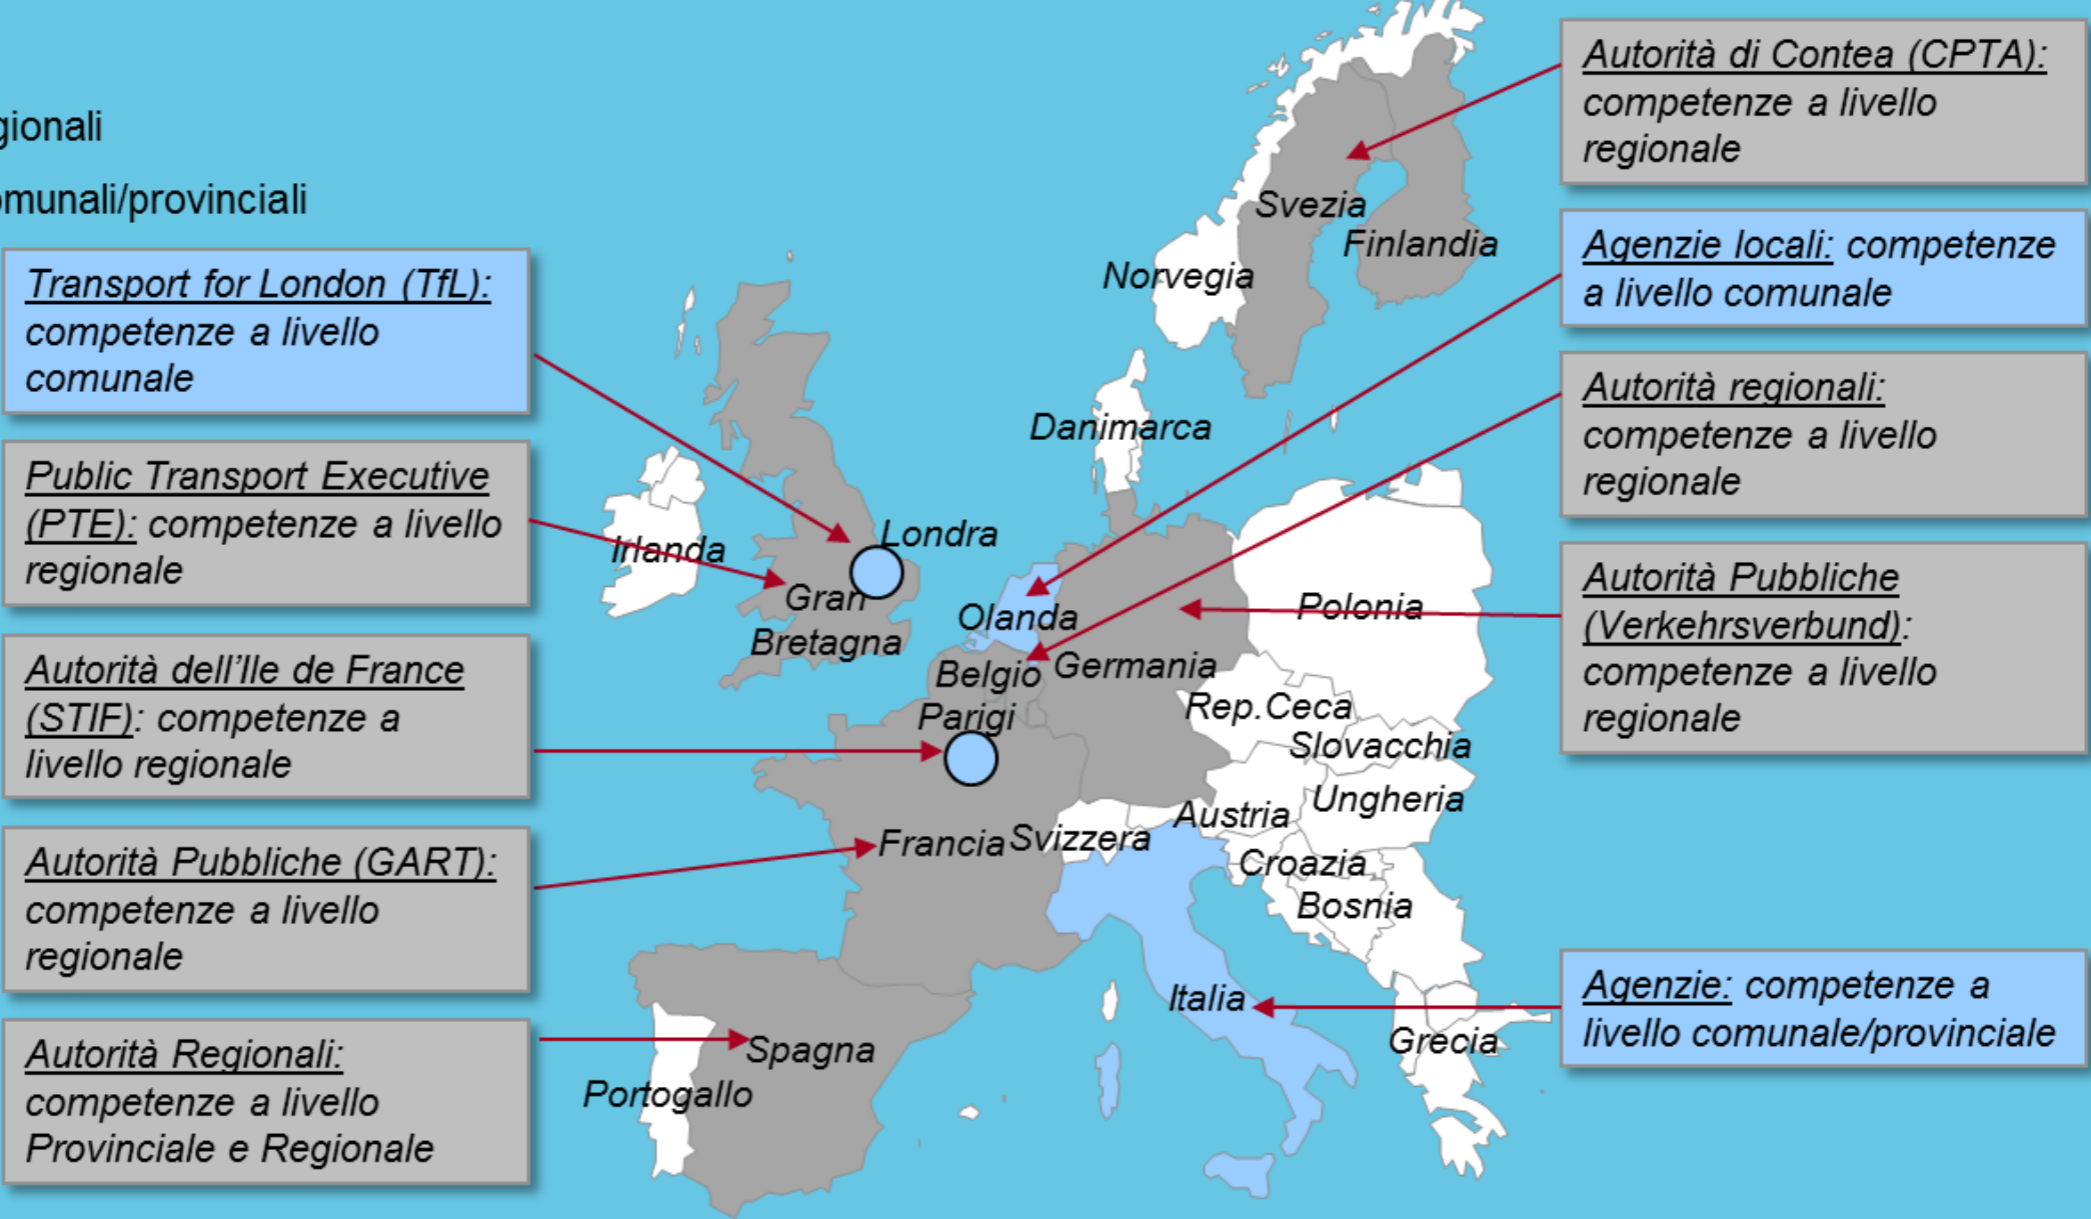 gionali
omunali/provinciali
Transport for London (TfL):
competenze a livello
comunale
Public Transport Executive
(PTE): competenze a livello
regionale
Autorità dell'Ile de France
(STIF): competenze a
livello regionale
Autorità Pubbliche (GART):
competenze a livello
regionale
Autorità Regionali:
competenze a livello
Provinciale e Regionale
Svezia
Finlandia
Norvegia
Danimarca
Irlanda
Londra
Gran
Bretagna
Olanda
Polonia
Belgio
Germania
Parigi
Rep.Ceca
Slovacchia
Ungheria
Austria
Francia
Svizzera
Croazia
Bosnia
Italia
Grecia
Spagna
Portogallo
Autorità di Contea (CPTA):
competenze a livello
regionale
Agenzie locali: competenze
a livello comunale
Autorità regionali:
competenze a livello
regionale
Autorità Pubbliche
(Verkehrsverbund):
competenze a livello
regionale
Agenzie: competenze a
livello comunale/provinciale